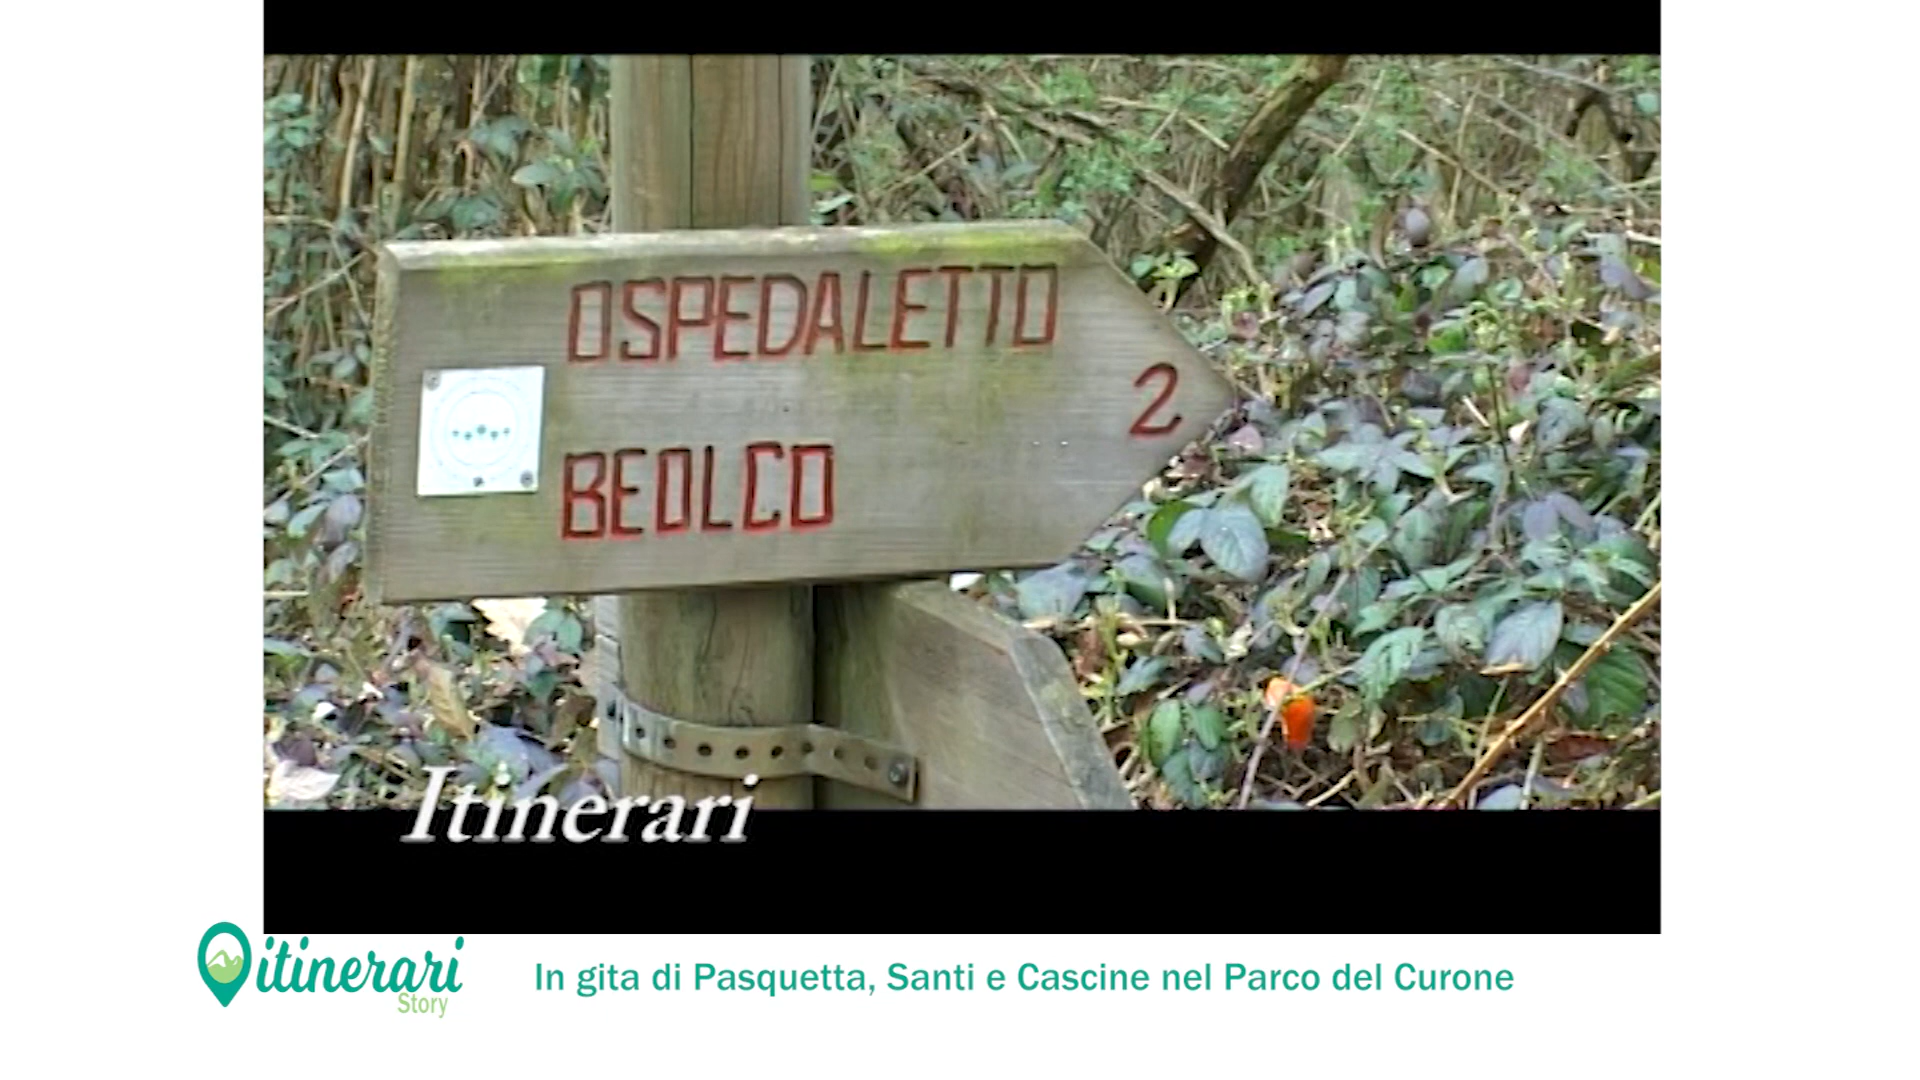 OSPEDALETTO
2
BEOLCO
Itinerari
itinerari
Story
In gita di Pasquetta, Santi e Cascine nel Parco del Curone